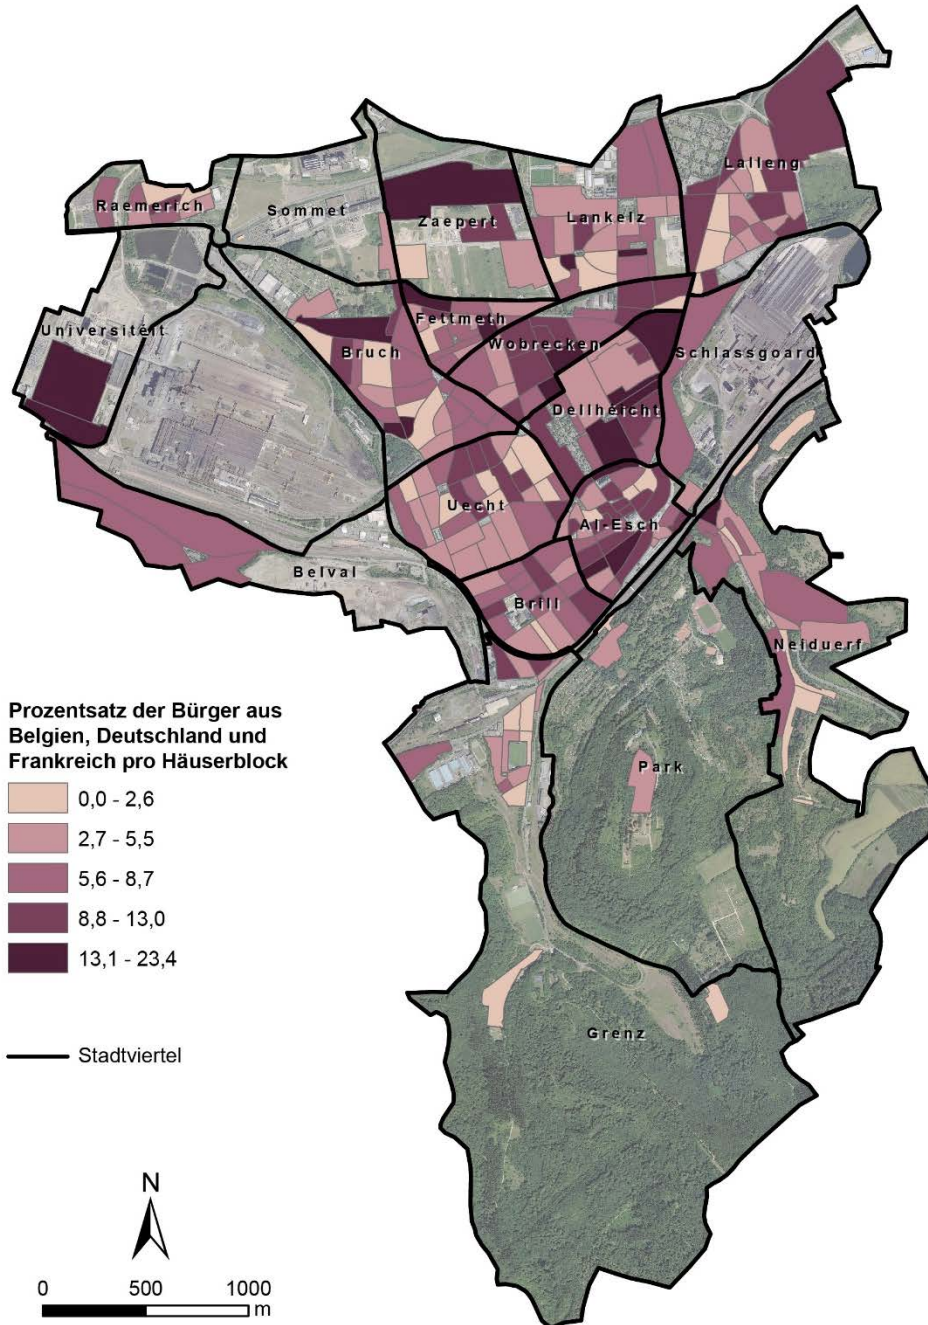 Lalleng
Raemerich
Sommet
Zaepert
Lankelz
Universiteit
Fettmeth
Wobrecken
Bruch
Schlassgoard
Dellheicht
Uecht
Al-Esch
Belval
Brill
Neiduerf
Prozentsatz der Bürger aus
Belgien, Deutschland und
Frankreich pro Häuserblock
0,0 - 2,6
2,7 - 5,5
5,6 - 8,7
8,8 - 13,0
13,1 - 23,4
Stadtviertel
Park
Grenz
N
0 500 1000
m